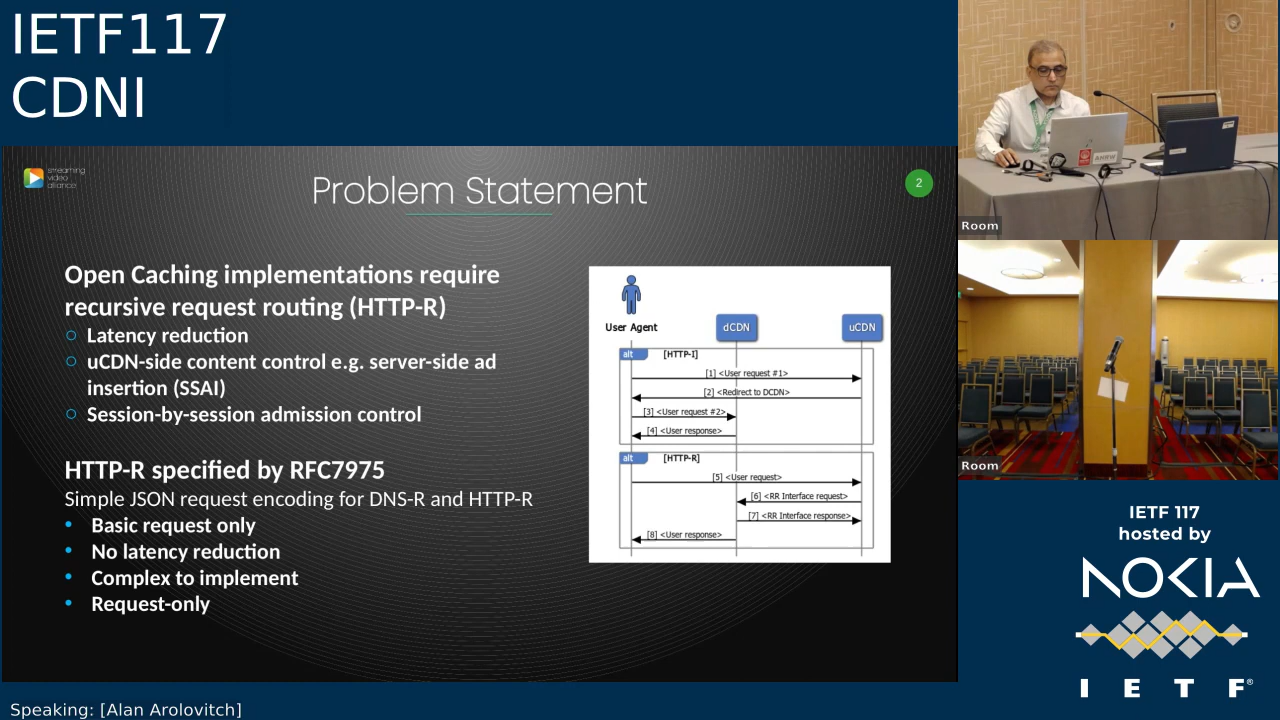 IETF117
CDNI
streaming
video
alliance
Problem Statement
2
Open Caching implementations require
recursive request routing (HTTP-R)
Latency reduction
uCDN-side content control e.g. server-side ad
insertion (SSAI)
Session-by-session admission control
HTTP-R specified by RFC7975
Simple JSON request encoding for DNS-R and HTTP-R
Basic request only
No latency reduction
Complex to implement
Request-only
User Agent
dCDN
uCDN
alt
[HTTP-I]
[1] <User request #1>
[2] <Redirect to DCDN>
[3] <User request #2>
[4] <User response>
alt
[HTTP-R]
[5] <User request>
[6] <RR Interface request>
[7] <RR Interface response>
[8] <User response>
Speaking: [Alan Arolovitch]
Room
Room
IETF 117
hosted by
NOKIA
I E T F®